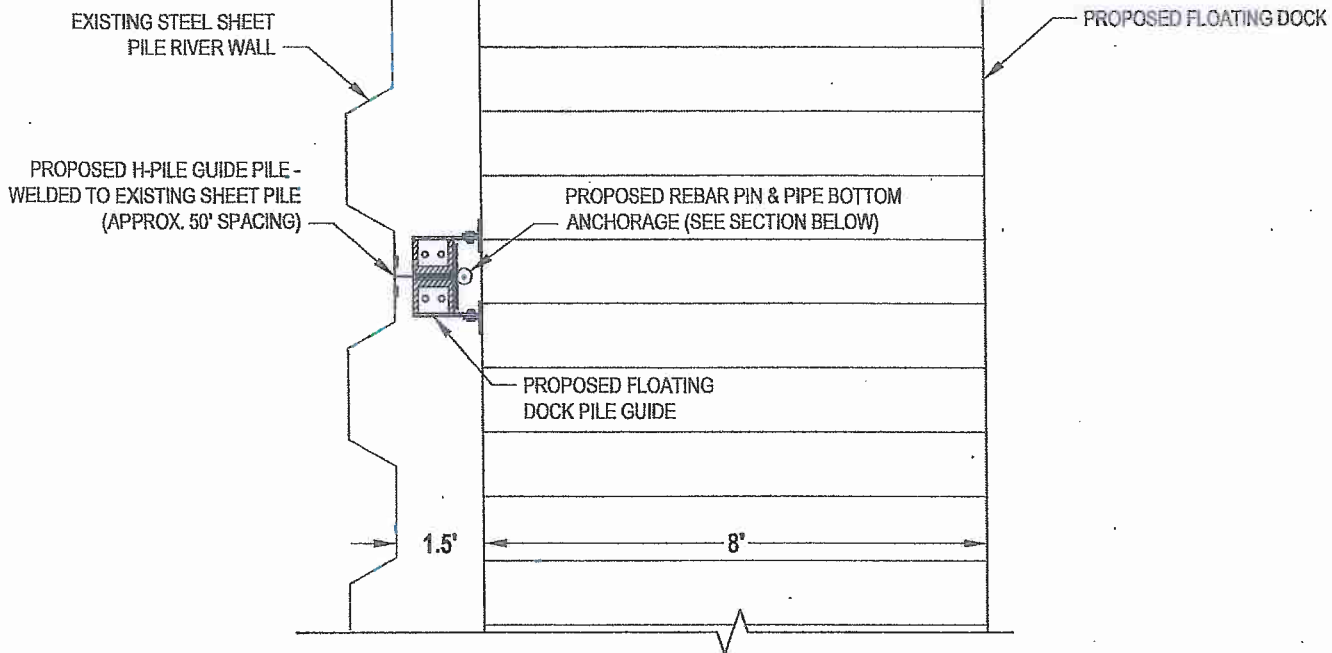 EXISTING STEEL SHEET
PILE RIVER WALL
PROPOSED FLOATING DOCK
PROPOSED H-PILE GUIDE PILE -
WELDED TO EXISTING SHEET PILE
(APPROX. 50' SPACING)
PROPOSED REBAR PIN & PIPE BOTTOM
ANCHORAGE (SEE SECTION BELOW)
PROPOSED FLOATING
DOCK PILE GUIDE
1.5'
8'